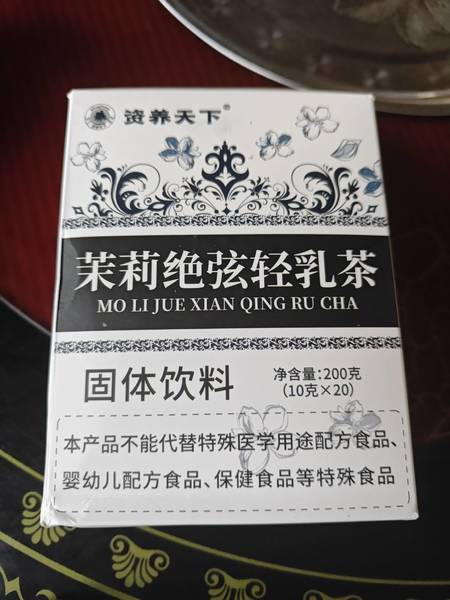 资养天下®
茉莉绝弦轻乳茶
MO LI JUE XIAN QING RU CHA
固体饮料
净含量:200克
(10克×20)
本产品不能代替特殊医学用途配方食品、
婴幼儿配方食品、保健食品等特殊食品